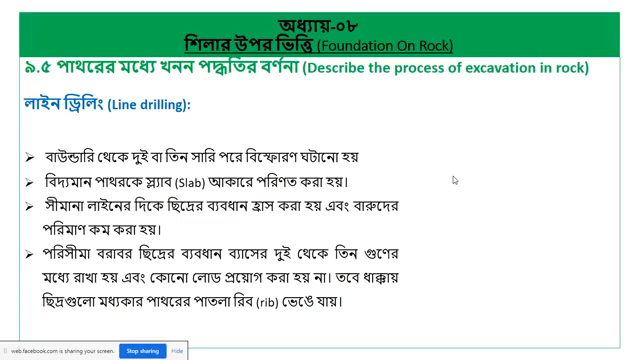 অধ্যায়-০৮
শিলার উপর ভিত্তি (Foundation On Rock)
৯.৫ পাথরের মধ্যে খনন পদ্ধতির বর্ণনা (Describe the process of excavation in rock)
লাইন ড্রিলিং (Line drilling):
➢ বাউন্ডারি থেকে দুই বা তিন সারি পরে বিস্ফোরণ ঘটানো হয়
➢ বিদ্যমান পাথরকে স্ল্যাব (Slab) আকারে পরিণত করা হয়।
➢ সীমানা লাইনের দিকে ছিদ্রের ব্যবধান হ্রাস করা হয় এবং বারুদের
পরিমাণ কম করা হয়।
➢ পরিসীমা বরাবর ছিদ্রের ব্যবধান ব্যাসের দুই থেকে তিন গুণের
মধ্যে রাখা হয় এবং কোনো লোড প্রয়োগ করা হয় না। তবে ধাক্কায়
ছিদ্রগুলো মধ্যকার পাথরের পাতলা রিব (rib) ভেঙে যায়।
web.facebook.com is sharing your screen. Stop sharing Hide